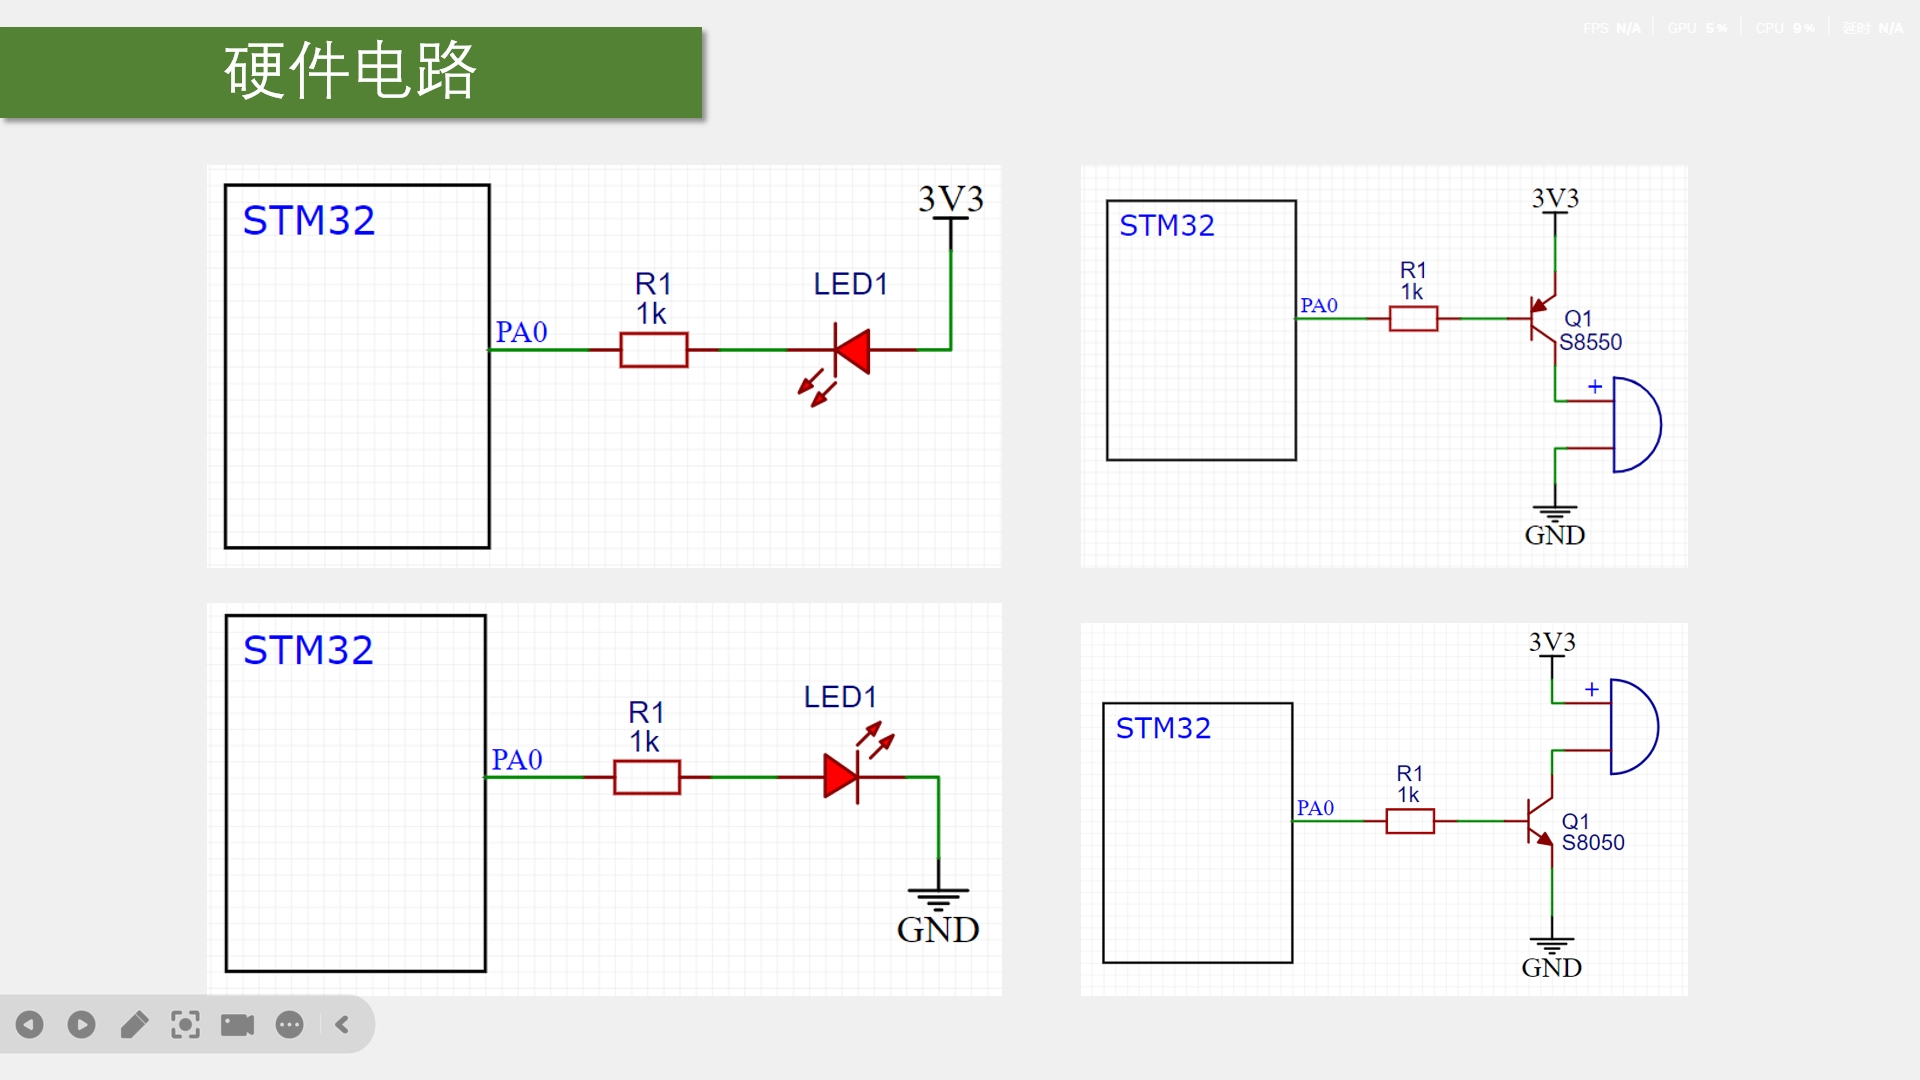 FPS N/A GPU 5% CPU 9% 延时 N/A
硬件电路
STM32
3V3
R1
1k
LED1
PA0
STM32
3V3
R1
1k
PA0
Q1
S8550
+
GND
STM32
LED1
R1
1k
PA0
GND
3V3
+
STM32
R1
1k
PA0
Q1
S8050
GND